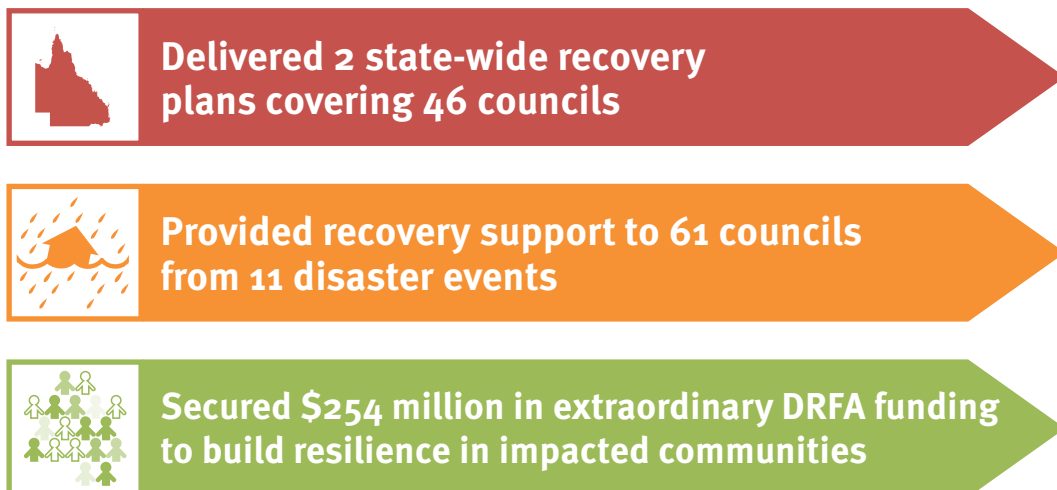 Delivered 2 state-wide recovery
plans covering 46 councils
Provided recovery support to 61 councils
from 11 disaster events
Secured $254 million in extraordinary DRFA funding
to build resilience in impacted communities